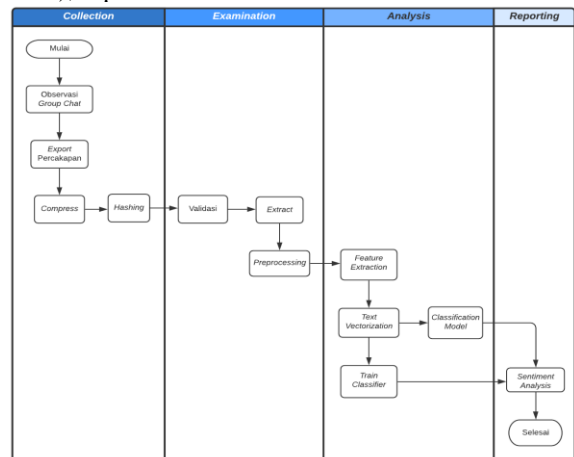 Collection
Examination
Analysis
Reporting
Mulai
Observasi
Group Chat
Export
Percakapan
Compress
Hashing
Validasi
Extract
Preprocessing
Feature
Extraction
Text
Vectorization
Classification
Model
Train
Classifier
Sentiment
Analysis
Selesai